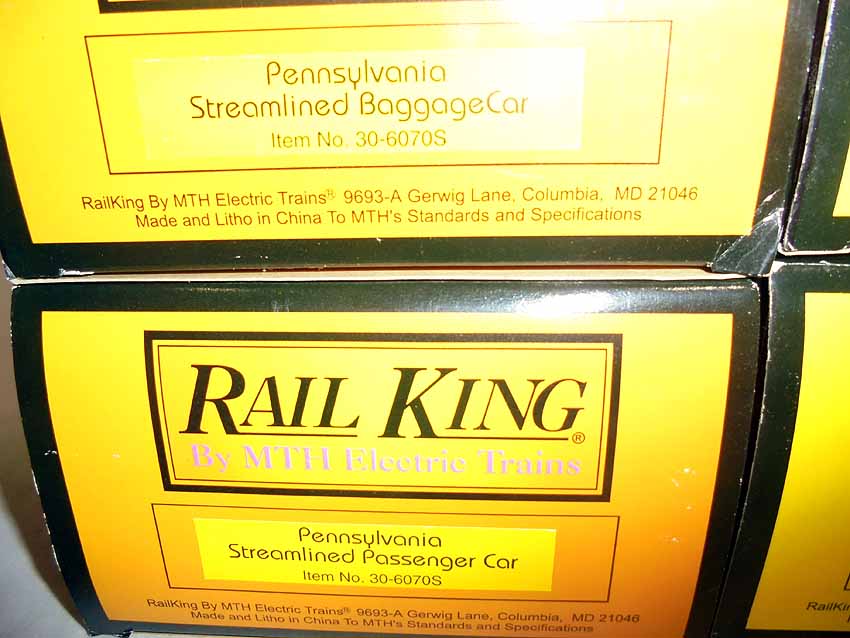 Pennsylvania
Streamlined BaggageCar
Item No. 30-6070S
RailKing By MTH Electric Trains® 9693-A Gerwig Lane, Columbia, MD 21046
Made and Litho in China To MTH's Standards and Specifications
RAIL KING®
By MTH Electric Trains
Pennsylvania
Streamlined Passenger Car
Item No. 30-6070S
RailKing By MTH Electric Trains® 9693-A Gerwig Lane, Columbia, MD 21046
Made and Litho in China To MTH's Standards and Specifications